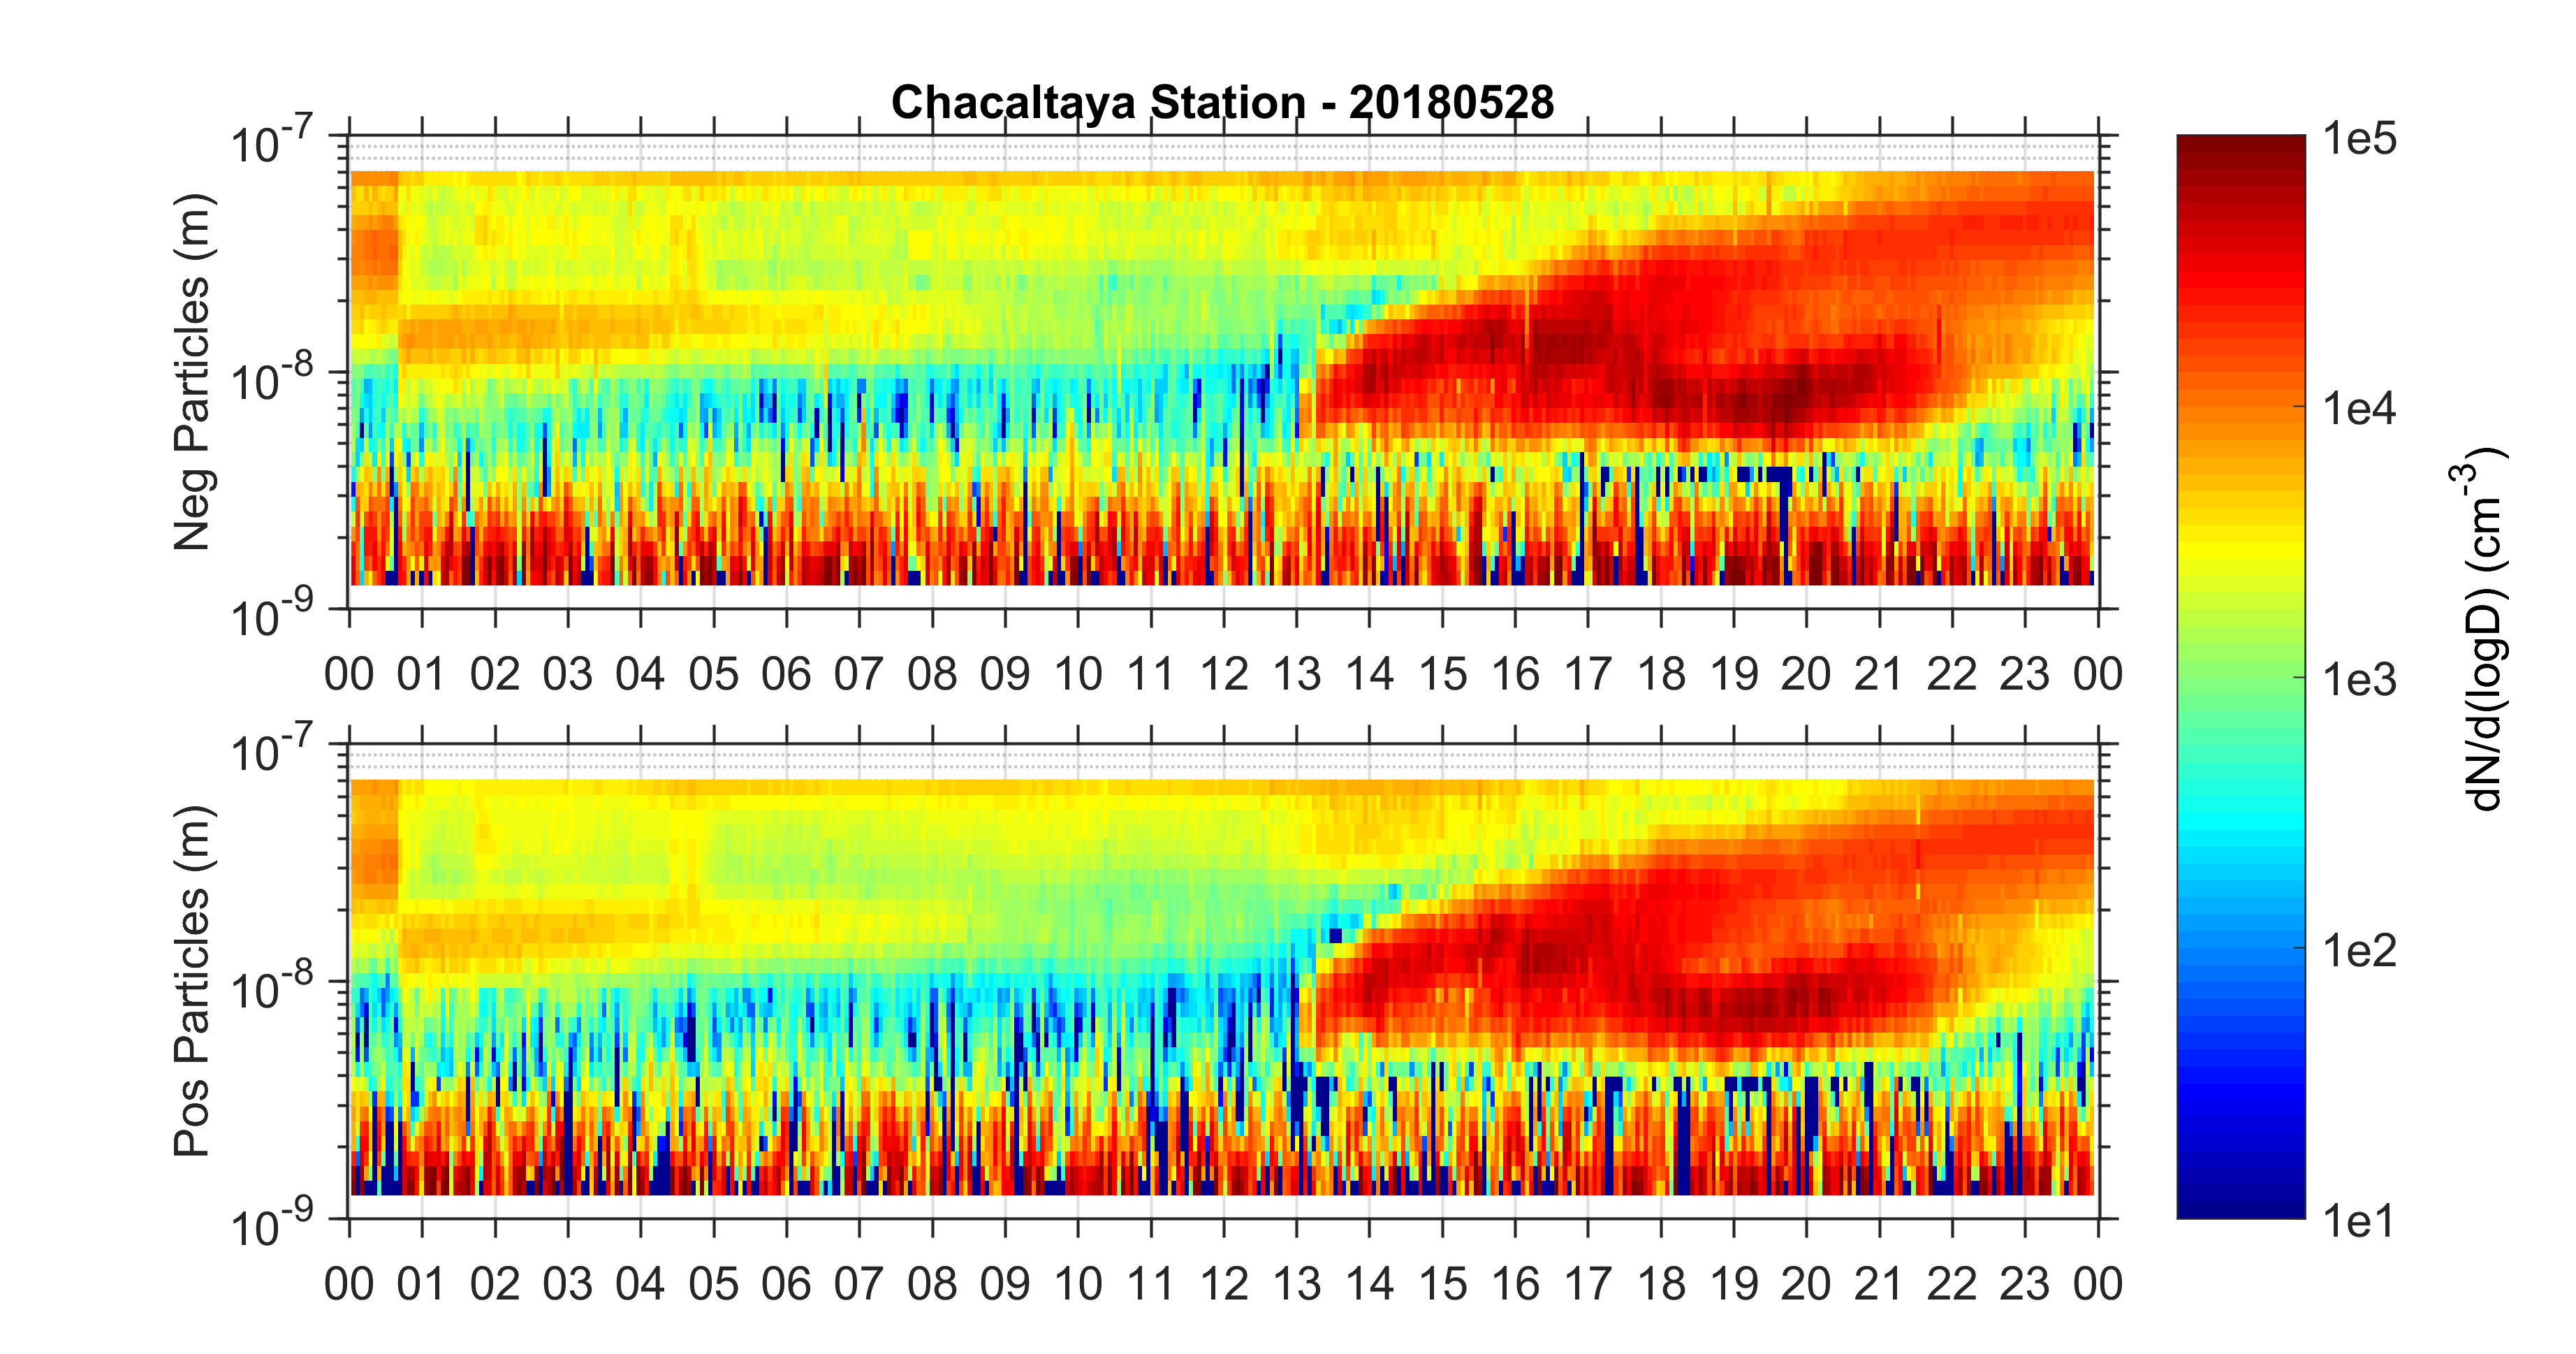 Chacaltaya Station - 20180528
10-7
10-8
10-9
Neg Particles (m)
00 01 02 03 04 05 06 07 08 09 10 11 12 13 14 15 16 17 18 19 20 21 22 23 00
10-7
10-8
10-9
Pos Particles (m)
00 01 02 03 04 05 06 07 08 09 10 11 12 13 14 15 16 17 18 19 20 21 22 23 00
1e5
1e4
1e3
1e2
1e1
dN/d(logD) (cm-3)